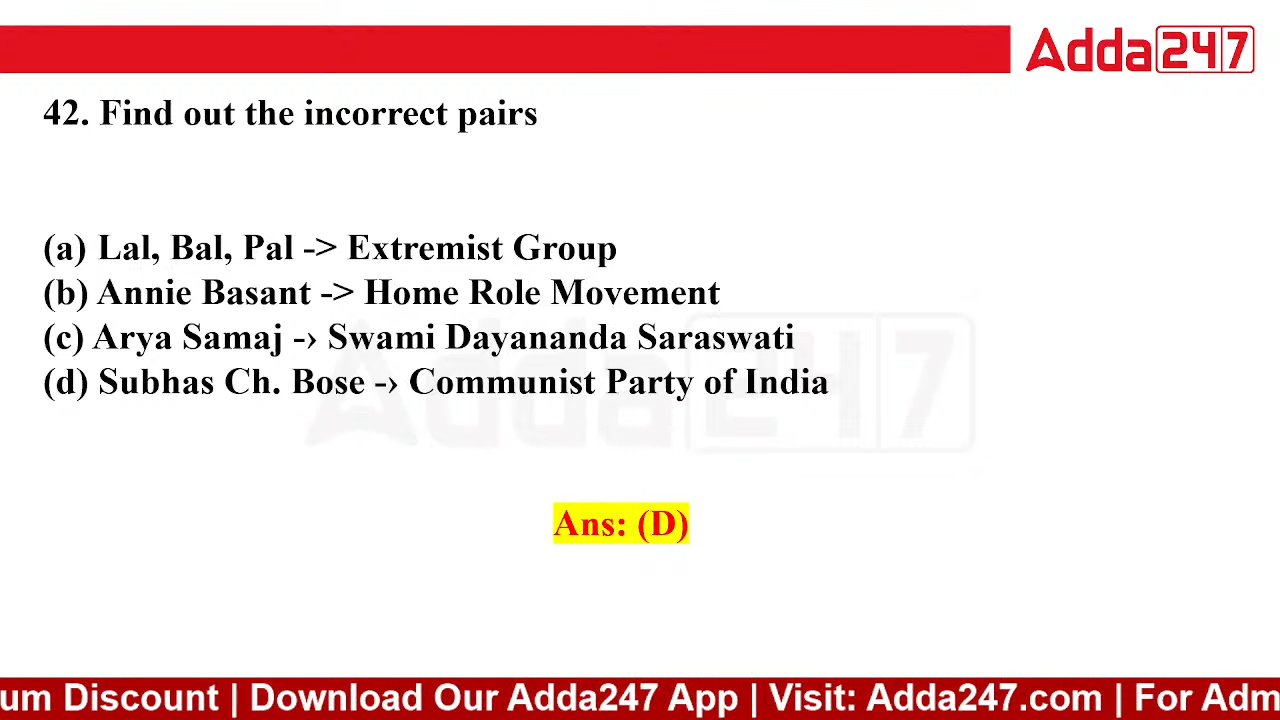 Adda247
42. Find out the incorrect pairs
(a) Lal, Bal, Pal -> Extremist Group
(b) Annie Basant -> Home Role Movement
(c) Arya Samaj -› Swami Dayananda Saraswati
(d) Subhas Ch. Bose -› Communist Party of India
Adda247
Ans: (D)
um Discount | Download Our Adda247 App | Visit: Adda247.com | For Adm